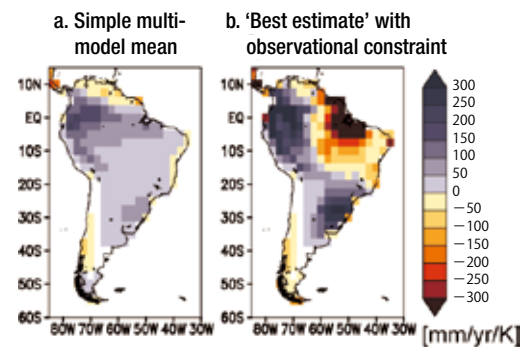 a. Simple multi-
model mean
b. ‘Best estimate’ with
observational constraint
10N
EQ
10S
20S
30S
40S
50S
60S
80W 70W 60W 50W 40W 30W
10N
EQ
10S
20S
30S
40S
50S
60S
80W 70W 60W 50W 40W 30W
300
250
200
150
100
50
0
−50
−100
−150
−200
−250
−300
[mm/yr/K]